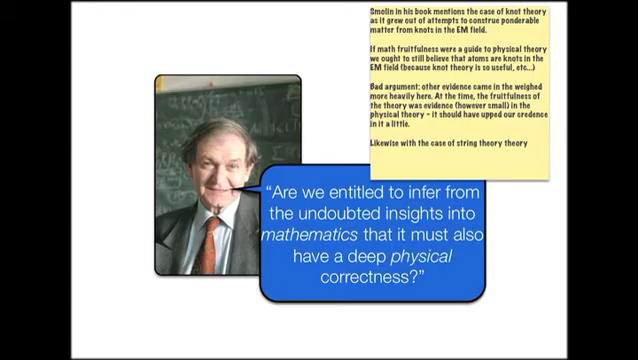 Smolin in his book mentions the case of knot theory
as it grew out of attempts to construe ponderable
matter from knots in the EM field.
If math fruitfulness were a guide to physical theory
we ought to still believe that atoms are knots in the
EM field (because knot theory is so useful, etc...)
Bad argument: other evidence came in the weighed
more heavily here. At the time, the fruitfulness of
the theory was evidence (however small) in the
physical theory - it should have upped our credence
in it a little.
Likewise with the case of string theory theory
“Are we entitled to infer from
the undoubted insights into
mathematics that it must also
have a deep physical
correctness?”